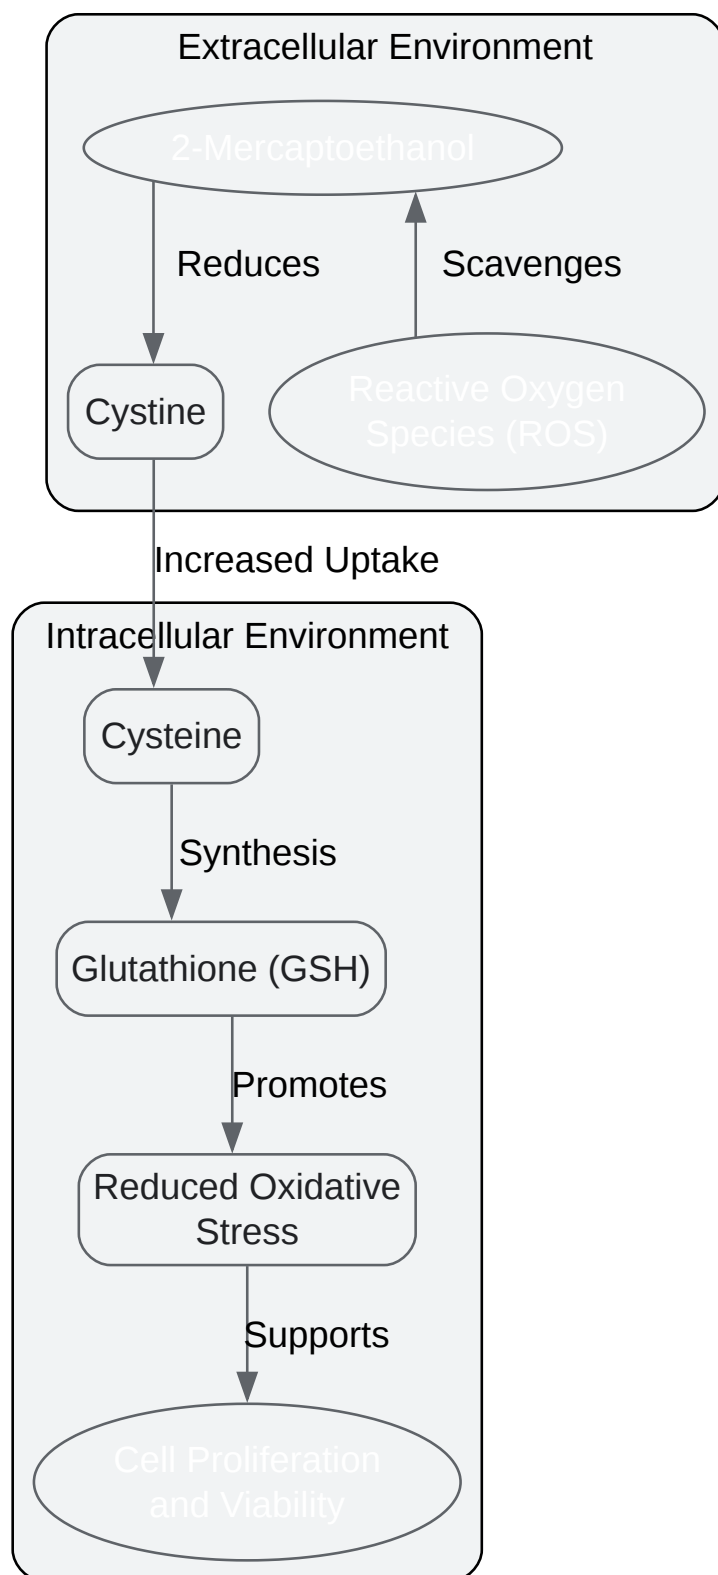 Extracellular Environment
2-Mercaptoethanol
Reduces
Scavenges
Cystine
Reactive Oxygen
Species (ROS)
Increased Uptake
Intracellular Environment
Cysteine
Synthesis
Glutathione (GSH)
Promotes
Reduced Oxidative
Stress
Supports
Cell Proliferation
and Viability